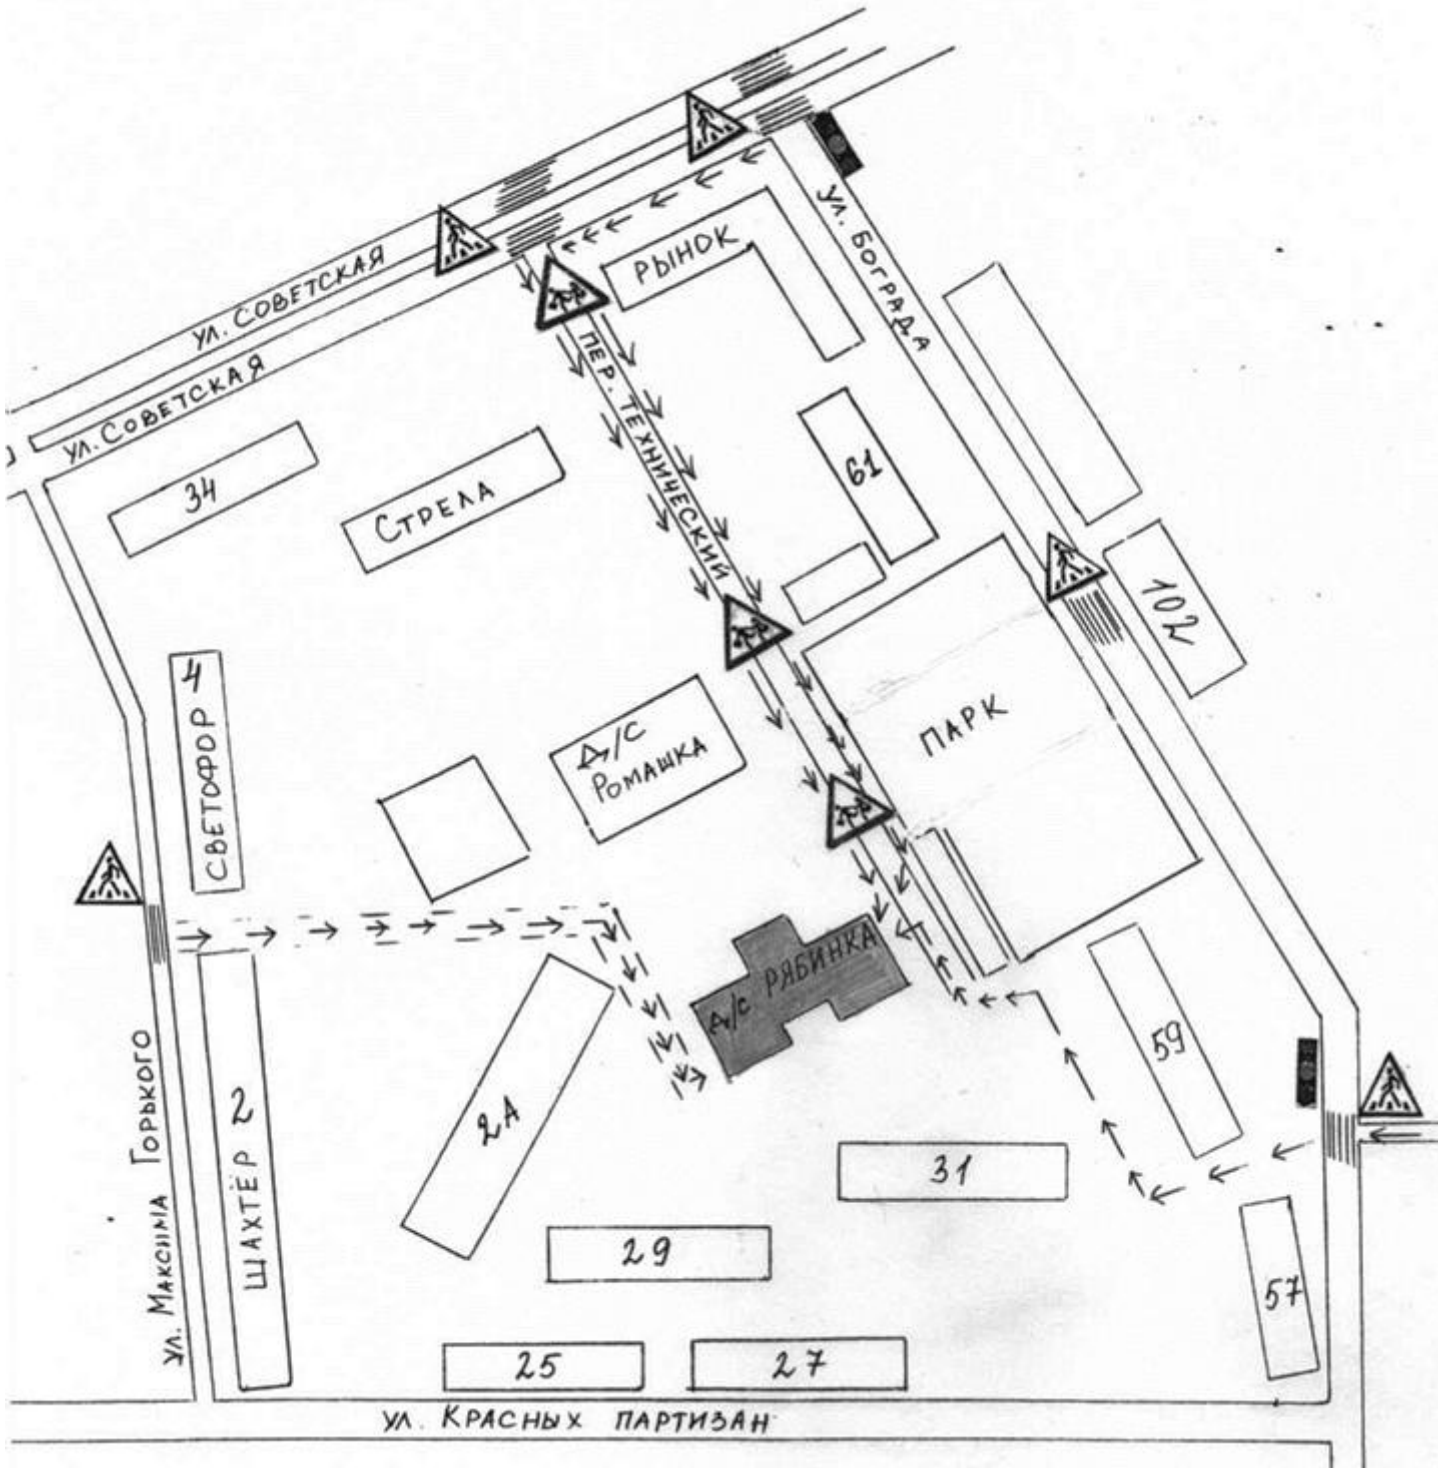 УЛ. СОВЕТСКАЯ
УЛ. СОВЕТСКАЯ
РЫНОК
УЛ. БОГРАДА
ПЕР. ТЕХНИЧЕСКИЙ
34
СТРЕЛА
61
102
СВЕТОФОР 4
Д/С
РОМАШКА
ПАРК
Д/С РЯБИНКА
59
УЛ. МАКСИМА ГОРЬКОГО
ШАХТЁР 2
2А
31
29
57
25
27
УЛ. КРАСНЫХ ПАРТИЗАН